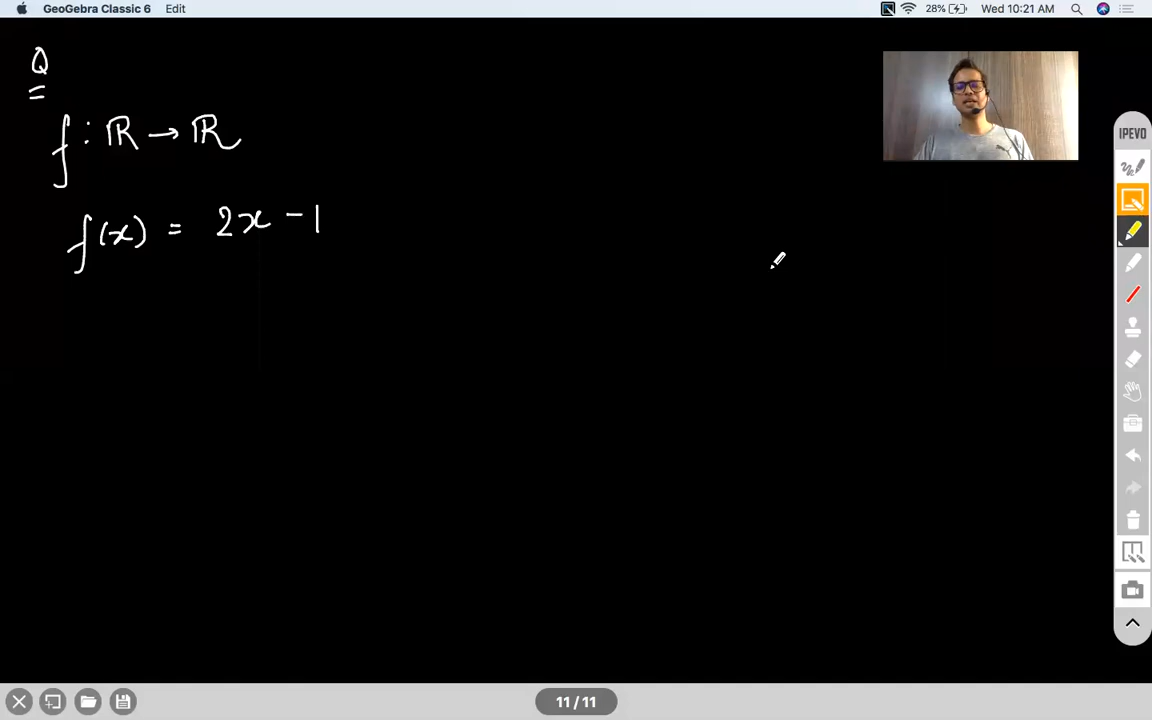 GeoGebra Classic 6 Edit 28% Wed 10:21 AM
Q
f : ℝ → ℝ
IPEVO
f(x) = 2x - 1
11/11